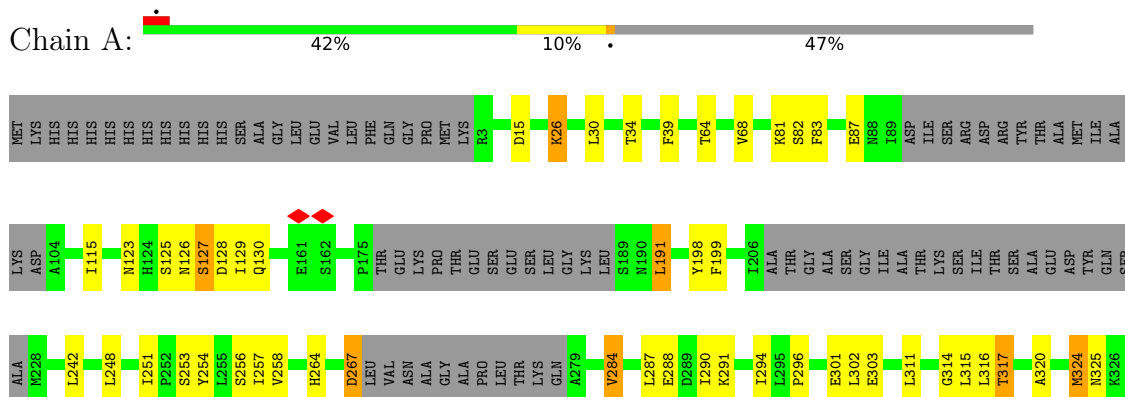 Chain A:
42% 10% • 47%
MET LYS HIS HIS HIS HIS HIS HIS HIS HIS HIS HIS SER ALA GLY LEU GLU VAL LEU PHE GLN GLY PRO MET LYS R3 D15 K26 L30 T34 F39 T64 V68 K81 S82 F83 E87 N88 I89 ASP ILE SER ARG ASP ARG TYR THR ALA MET ILE ALA
LYS ASP A104 I115 N123 H124 S125 N126 S127 D128 I129 Q130 E161 S162 P175 THR GLU LYS PRO THR GLU SER GLU SER LEU GLY LYS LEU S189 N190 L191 Y198 F199 I206 ALA THR GLY ALA SER GLY ILE ALA THR LYS SER ILE THR SER ALA GLU ASP TYR GLN SER
ALA M228 L242 L248 I251 P252 S253 Y254 L255 S256 I257 V258 H264 D267 LEU VAL ASN ALA GLY ALA PRO LEU THR LYS GLN A279 V284 L287 E288 D289 I290 K291 I294 L295 P296 E301 L302 E303 L311 G314 L315 L316 T317 A320 M324 N325 K326